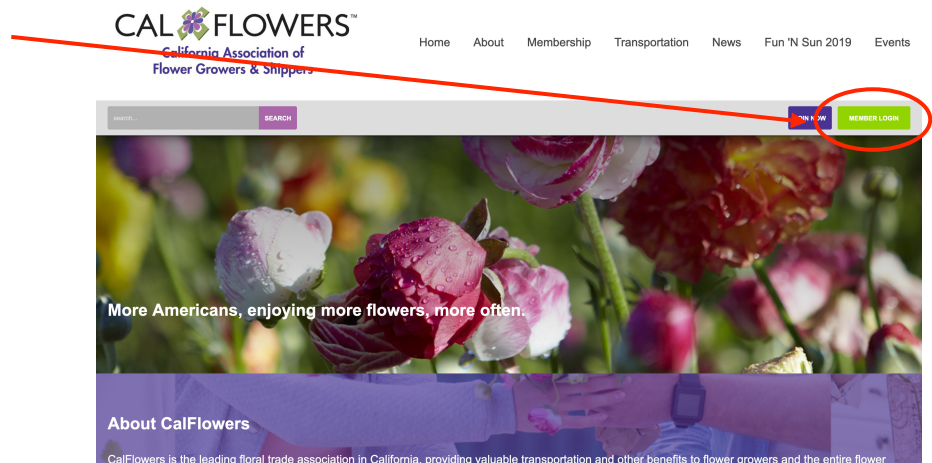 CAL FLOWERS™
California Association of
Flower Growers & Shippers
Home About Membership Transportation News Fun 'N Sun 2019 Events
search... SEARCH JOIN NOW MEMBER LOGIN
More Americans, enjoying more flowers, more often.
About CalFlowers
CalFlowers is the leading floral trade association in California, providing valuable transportation and other benefits to flower growers and the entire flower